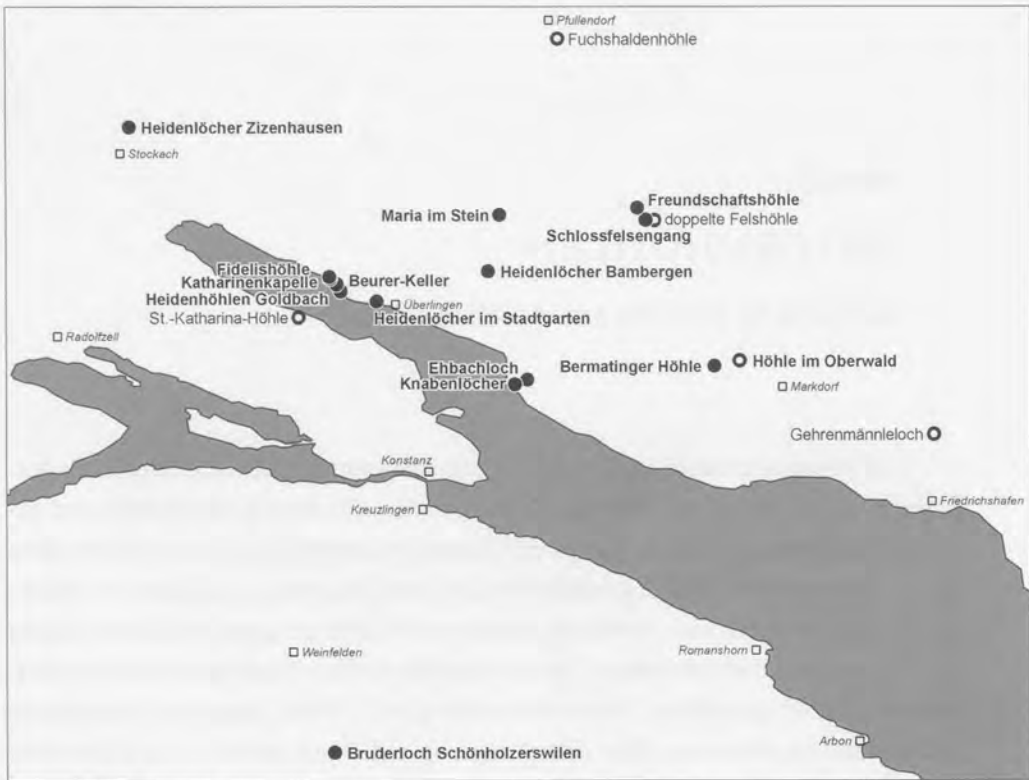 Pfullendorf
Fuchshaldenhöhle
Heidenlöcher Zizenhausen
Stockach
Freundschaftshöhle
Maria im Stein
doppelte Felshöhle
Schlossfelsengang
Fidelishöhle
Heidenlöcher Bambergen
Katharinenkapelle
Beurer-Keller
Heidenhöhlen Goldbach
Überlingen
St.-Katharina-Höhle
Heidenlöcher im Stadtgarten
Radolfzell
Ehbachloch
Bermatinger Höhle
Höhle im Oberwald
Knabenlöcher
Markdorf
Gehrenmännleloch
Konstanz
Kreuzlingen
Friedrichshafen
Weinfelden
Romanshorn
Arbon
Bruderloch Schönholzerswilen